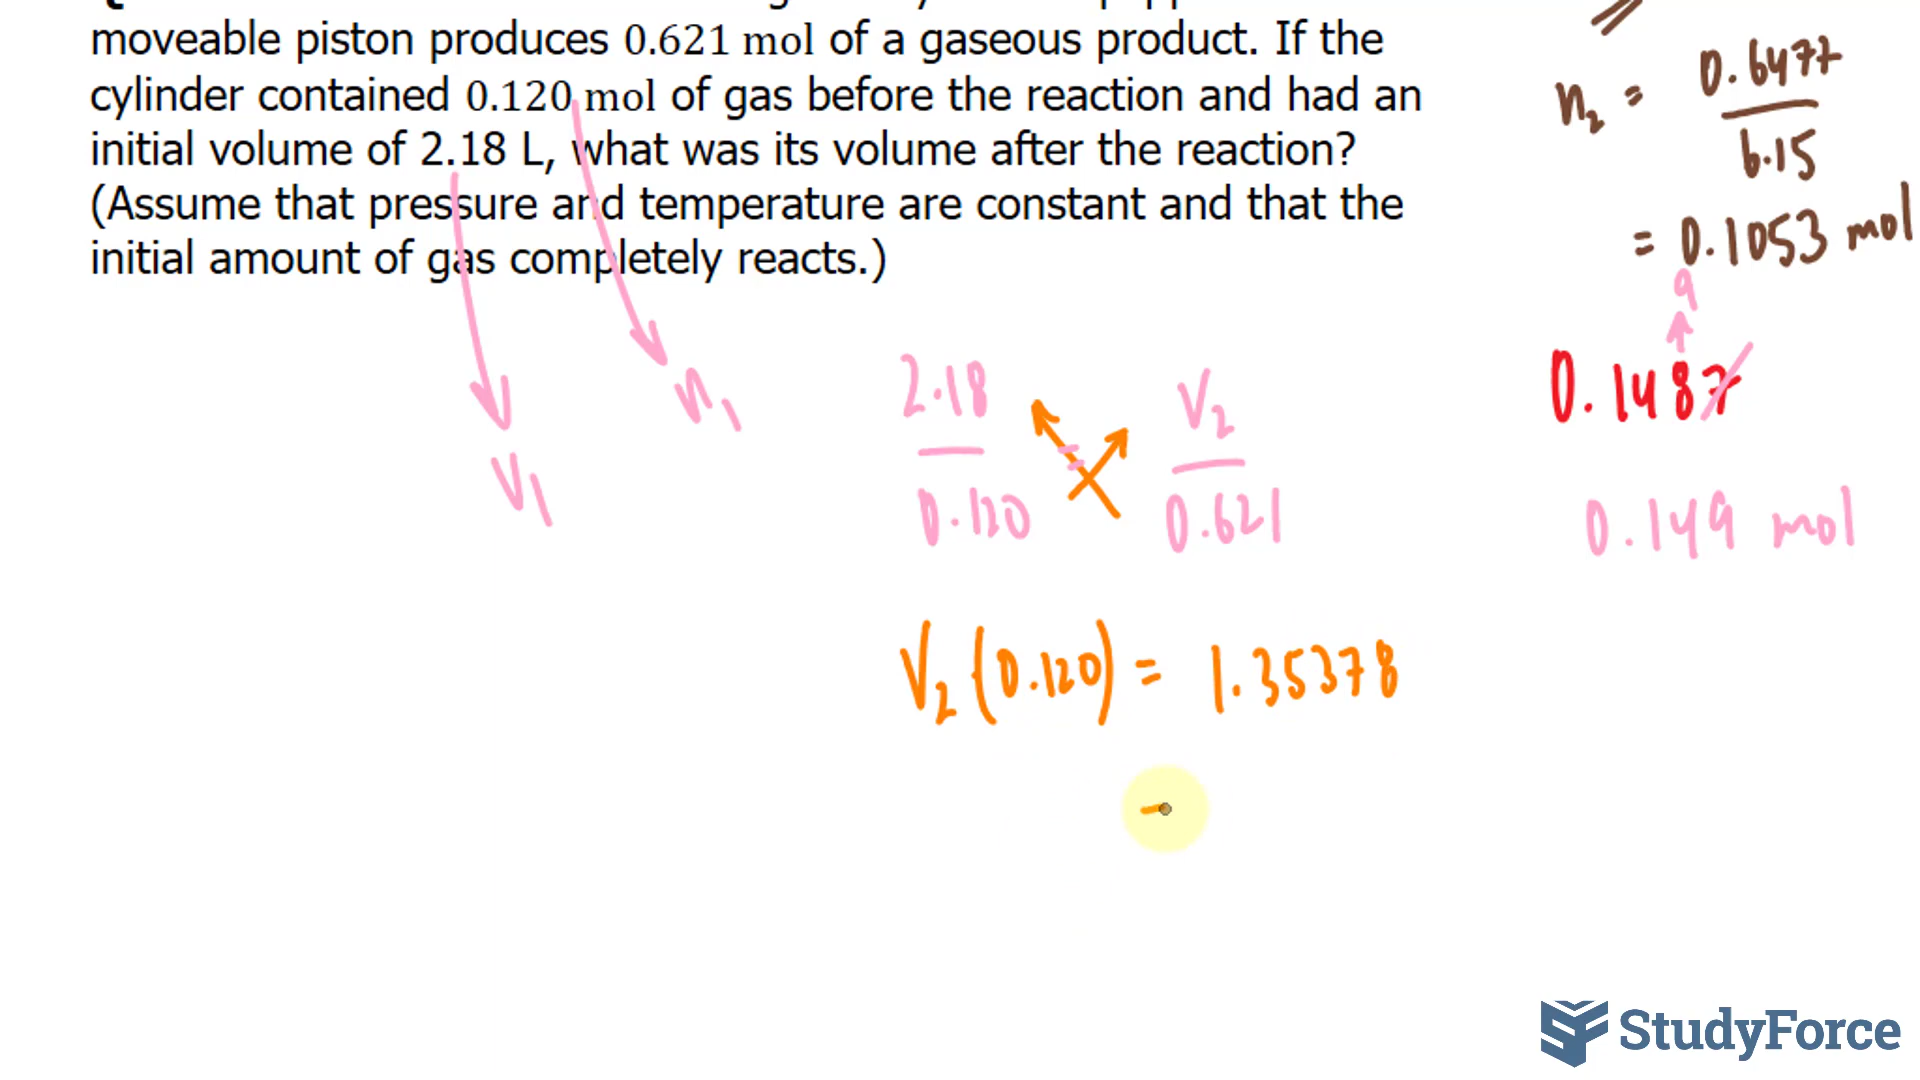 moveable piston produces 0.621 mol of a gaseous product. If the
cylinder contained 0.120 mol of gas before the reaction and had an
initial volume of 2.18 L, what was its volume after the reaction?
(Assume that pressure and temperature are constant and that the
initial amount of gas completely reacts.)
n₂ = 0.6477
6.15
= 0.1053 mol
9
0.1487
0.149 mol
n₁
V₁
2.18 = V₂
0.120 0.621
V₂ (0.120) = 1.35378
StudyForce